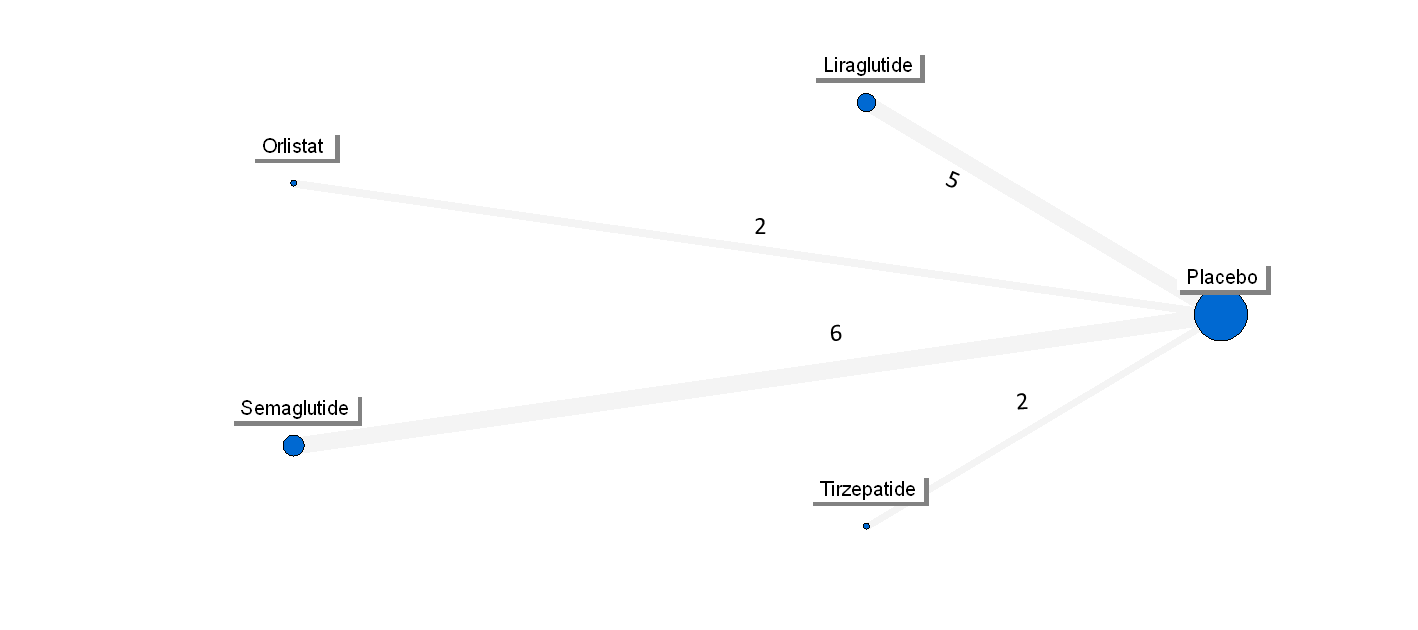 Liraglutide
Orlistat
5
2
Placebo
6
Semaglutide
2
Tirzepatide